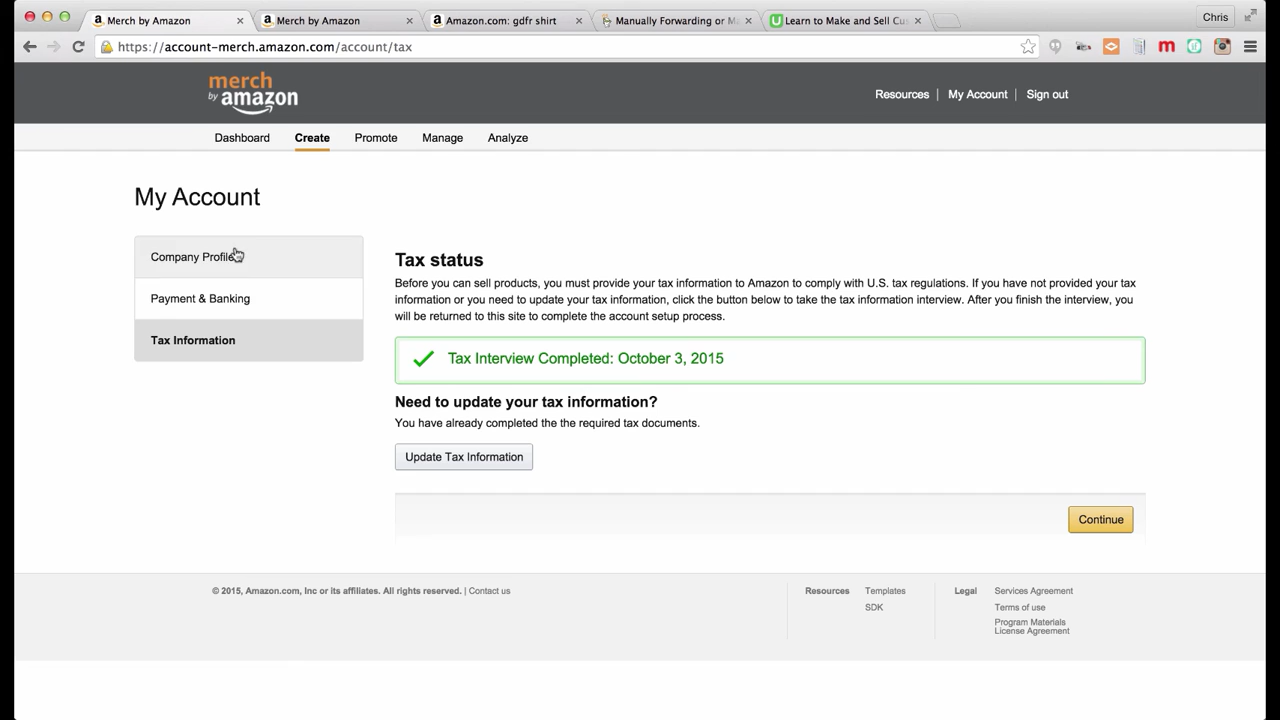 Merch by Amazon
Merch by Amazon
Amazon.com: gdfr shirt
Manually Forwarding or Ma
Learn to Make and Sell Cus
Chris
https://account-merch.amazon.com/account/tax
merch
by amazon
Resources | My Account | Sign out
Dashboard Create Promote Manage Analyze
My Account
Company Profile
Payment & Banking
Tax Information
Tax status
Before you can sell products, you must provide your tax information to Amazon to comply with U.S. tax regulations. If you have not provided your tax
information or you need to update your tax information, click the button below to take the tax information interview. After you finish the interview, you
will be returned to this site to complete the account setup process.
Tax Interview Completed: October 3, 2015
Need to update your tax information?
You have already completed the the required tax documents.
Update Tax Information
Continue
© 2015, Amazon.com, Inc or its affiliates. All rights reserved. | Contact us
Resources
Templates
SDK
Legal
Services Agreement
Terms of use
Program Materials
License Agreement